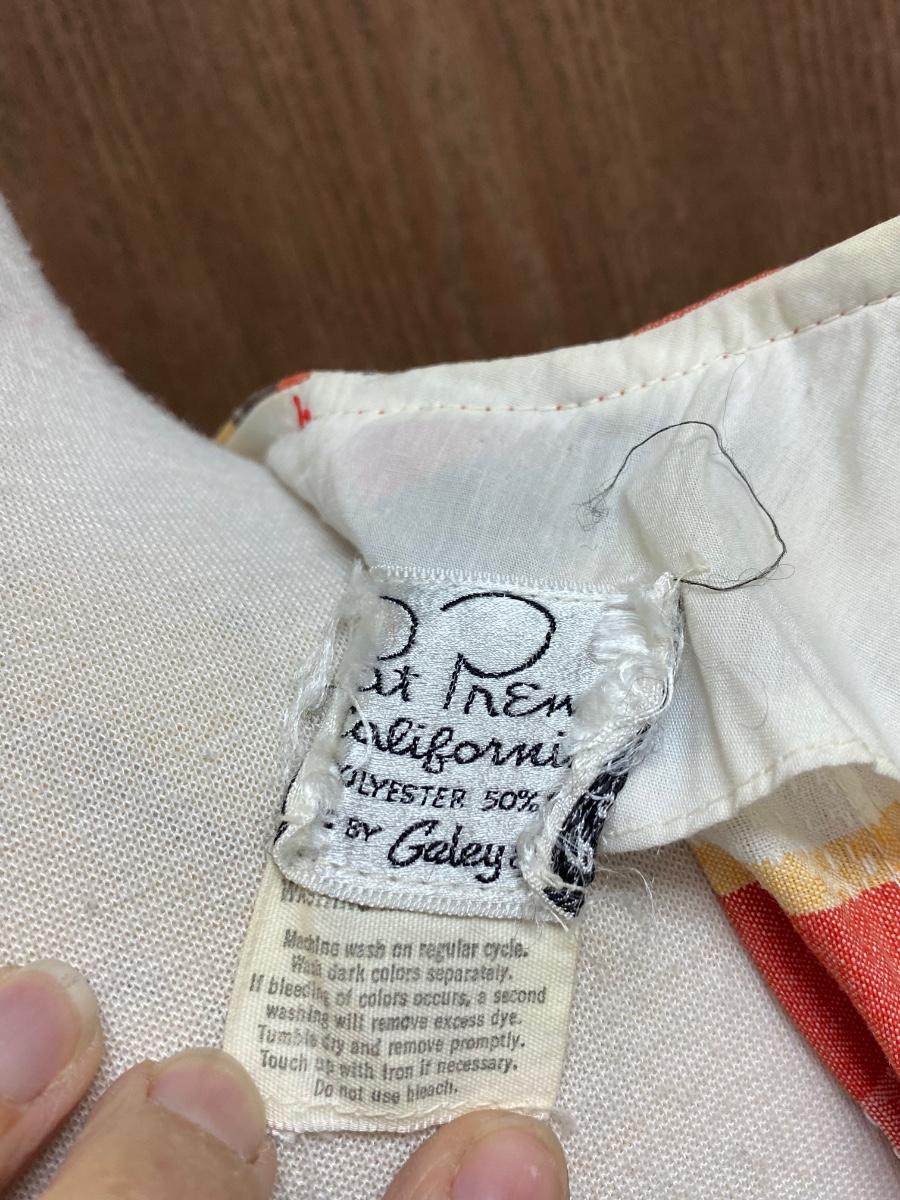 Pat Prem
California
POLYESTER 50%
BY Galey &
WASHING
Machine wash on regular cycle.
Wash dark colors separately.
If bleeding of colors occurs, a second
washing will remove excess dye.
Tumble dry and remove promptly.
Touch up with iron if necessary.
Do not use bleach.